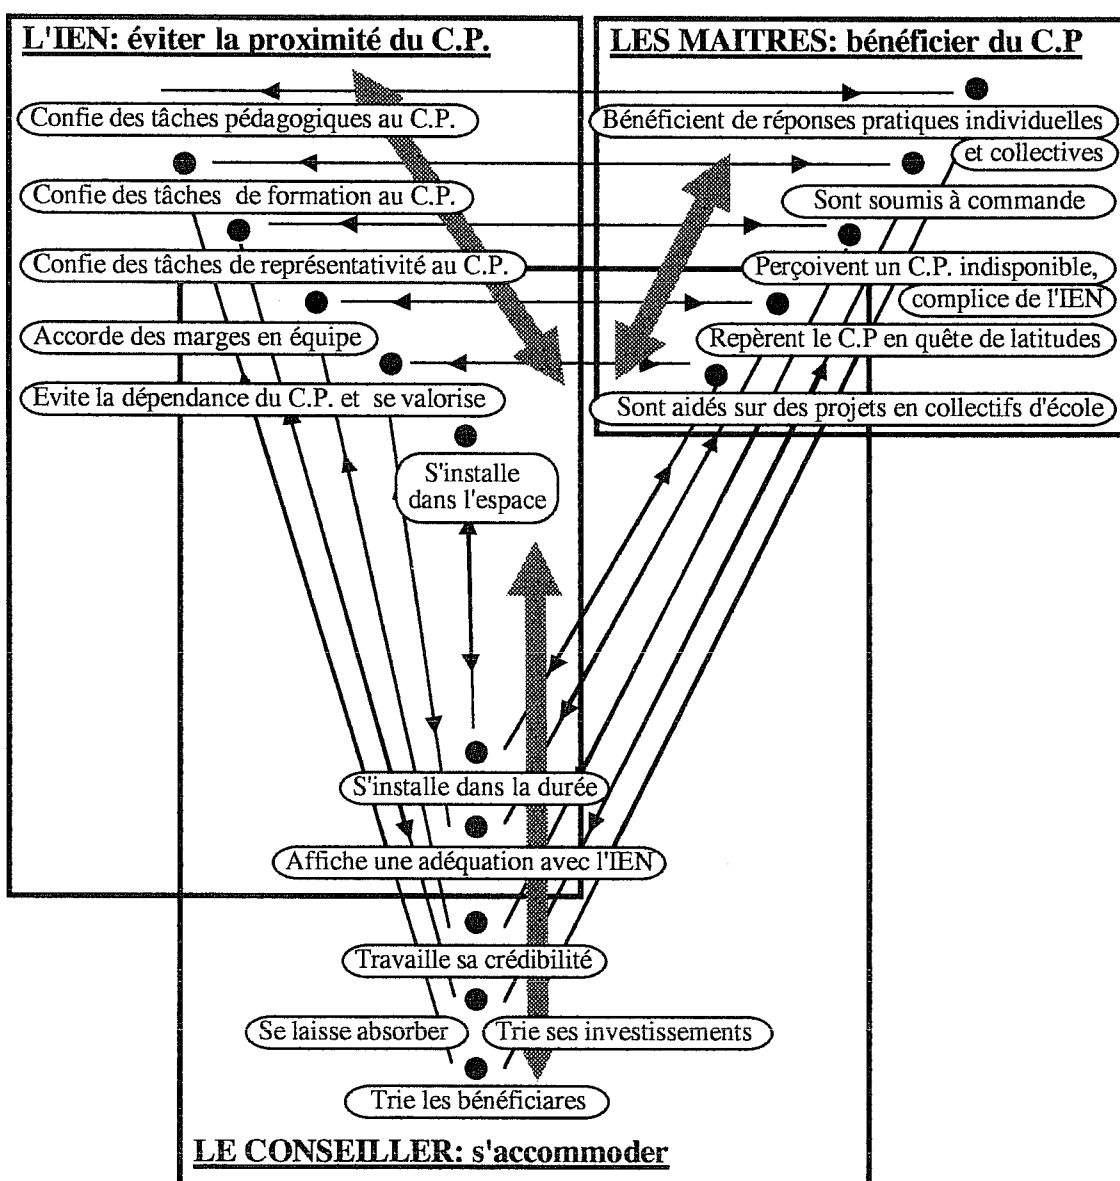 L'IEN: éviter la proximité du C.P.
Confie des tâches pédagogiques au C.P.
Confie des tâches de formation au C.P.
Confie des tâches de représentativité au C.P.
Accorde des marges en équipe
Evite la dépendance du C.P. et se valorise
S'installe
dans l'espace
LES MAITRES: bénéficier du C.P
Bénéficient de réponses pratiques individuelles
et collectives
Sont soumis à commande
Perçoivent un C.P. indisponible,
complice de l'IEN
Repèrent le C.P en quête de latitudes
Sont aidés sur des projets en collectifs d'école
S'installe dans la durée
Affiche une adéquation avec l'IEN
Travaille sa crédibilité
Se laisse absorber
Trie ses investissements
Trie les bénéficiares
LE CONSEILLER: s'accommoder